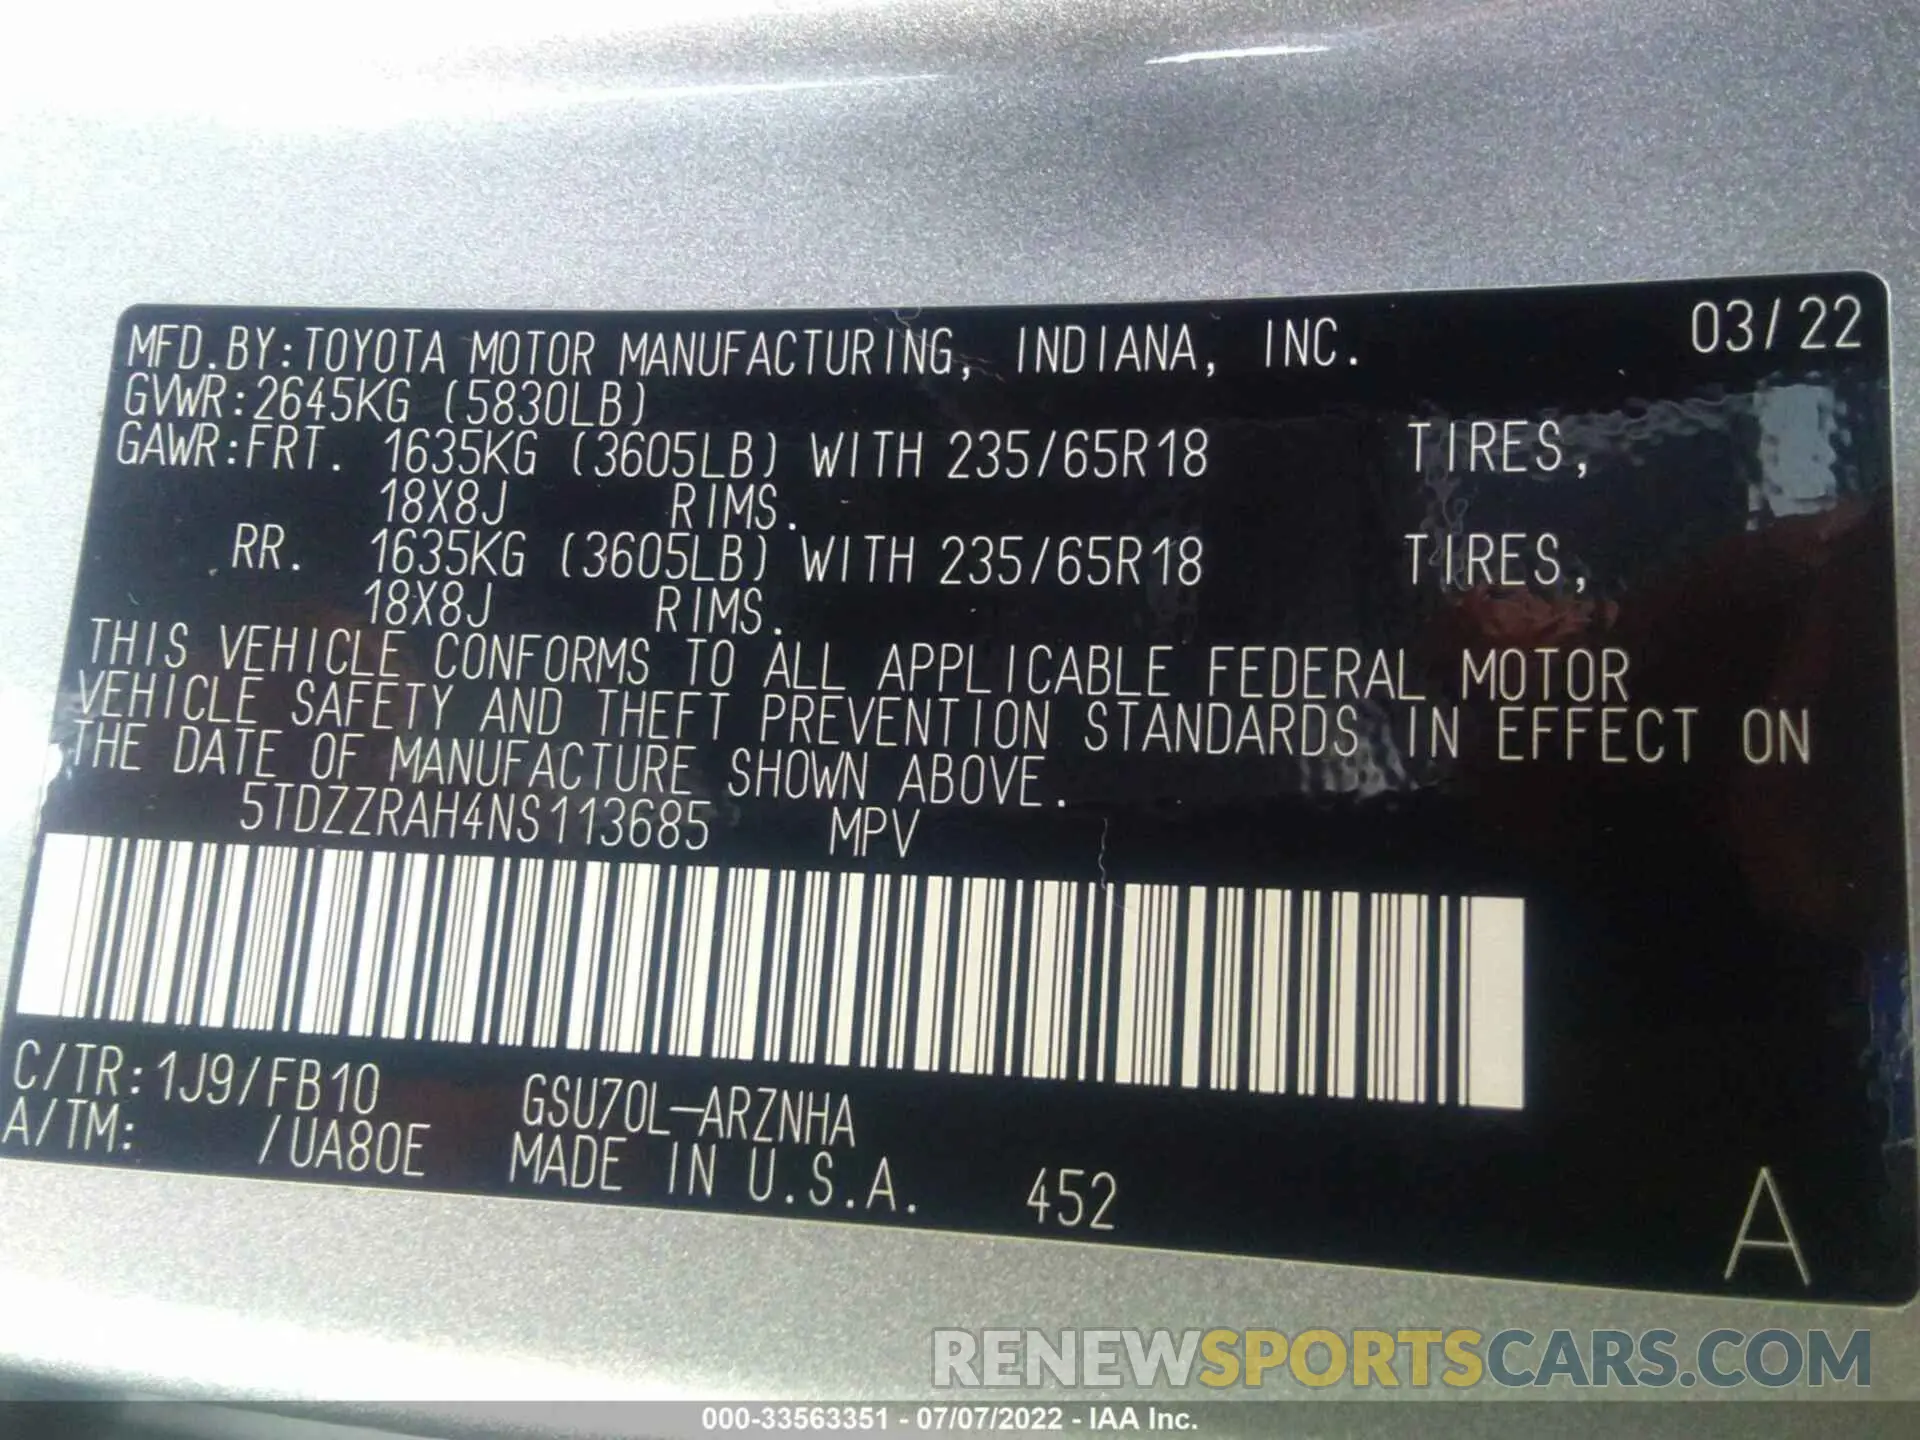 MFD.BY:TOYOTA MOTOR MANUFACTURING, INDIANA, INC. 03/22
GVWR:2645KG (5830LB)
GAWR:FRT. 1635KG (3605LB) WITH 235/65R18 TIRES,
18X8J RIMS.
RR. 1635KG (3605LB) WITH 235/65R18 TIRES,
18X8J RIMS.
THIS VEHICLE CONFORMS TO ALL APPLICABLE FEDERAL MOTOR
VEHICLE SAFETY AND THEFT PREVENTION STANDARDS IN EFFECT ON
THE DATE OF MANUFACTURE SHOWN ABOVE.
5TDZZRAH4NS113685 MPV
C/TR:1J9/FB10 GSU70L-ARZNHA
A/TM: /UA80E MADE IN U.S.A. 452 A
RENEWSPORTSCARS.COM
000-33563351 - 07/07/2022 - IAA Inc.